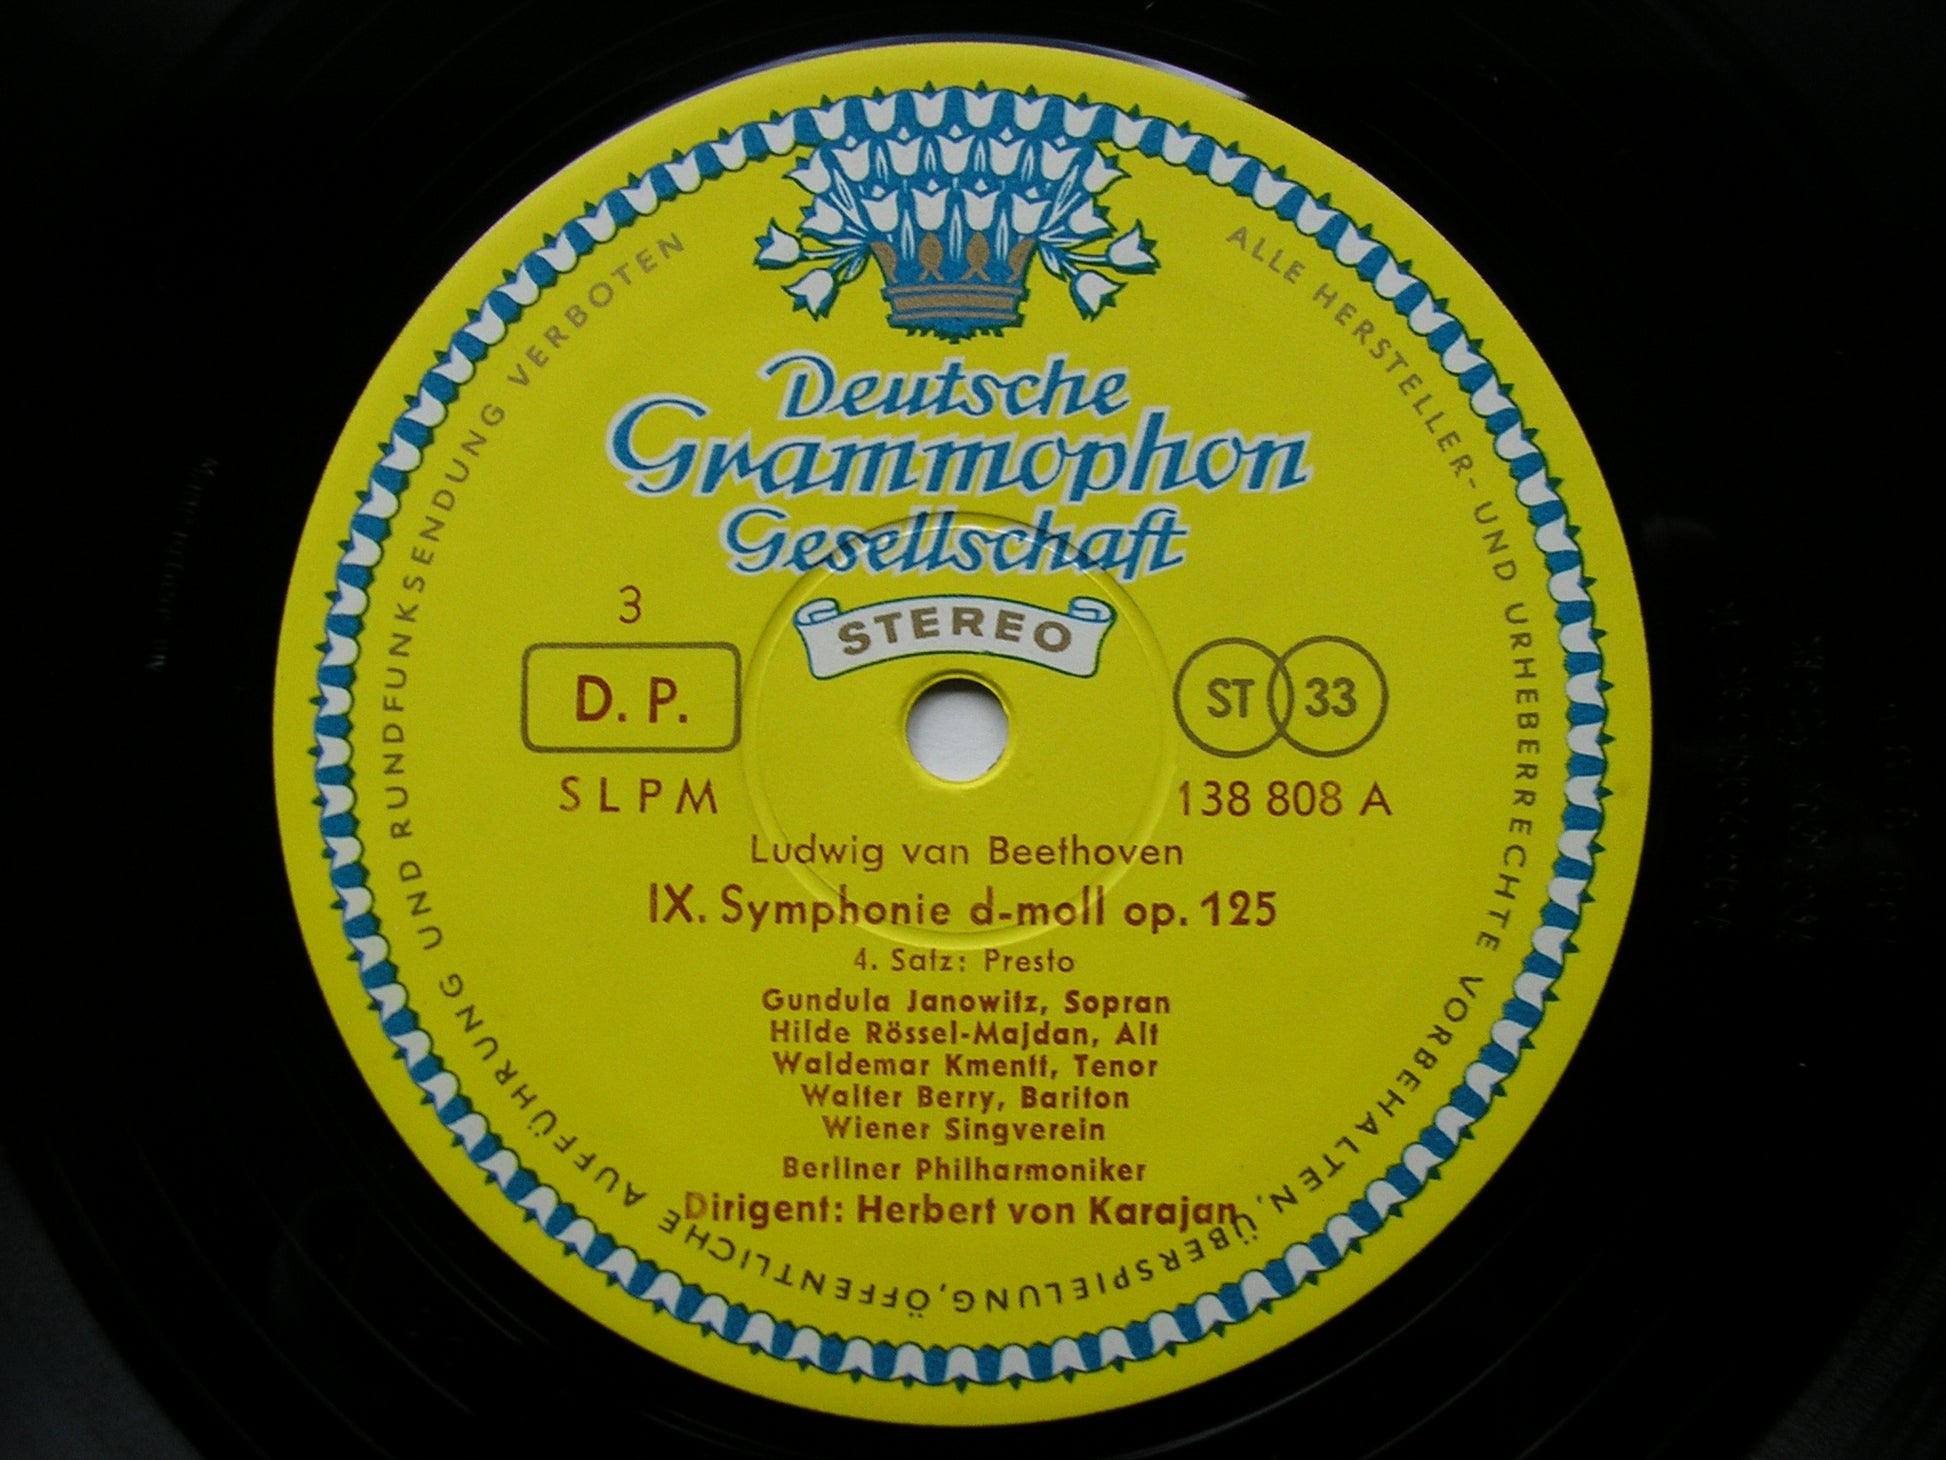 Deutsche
Grammophon
Gesellschaft
STEREO
3
D. P.
ST 33
SLPM
138 808 A
Ludwig van Beethoven
IX. Symphonie d-moll op. 125
4. Satz: Presto
Gundula Janowitz, Sopran
Hilde Rössel-Majdan, Alt
Waldemar Kmentt, Tenor
Walter Berry, Bariton
Wiener Singverein
Berliner Philharmoniker
Dirigent: Herbert von Karajan
ALLE HERSTELLER- UND URHEBERRECHTE VORBEHALTEN, ÜBERSPIELUNG, ÖFFENTLICHE AUFFÜHRUNG UND RUNDFUNKSENDUNG VERBOTEN